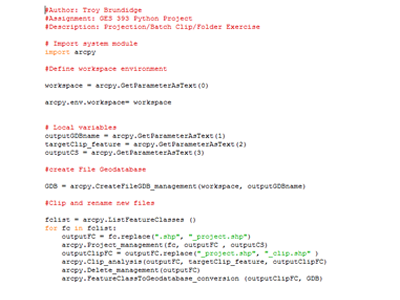 #Author: Troy Brundidge
#Assignment: GES 393 Python Project
#Description: Projection/Batch Clip/Folder Exercise
# Import system module
import arcpy
#Define workspace environment
workspace = arcpy.GetParameterAsText(0)
arcpy.env.workspace= workspace
# Local variables
outputGDBname = arcpy.GetParameterAsText(1)
targetClip_feature = arcpy.GetParameterAsText(2)
outputCS = arcpy.GetParameterAsText(3)
#create File Geodatabase
GDB = arcpy.CreateFileGDB_management(workspace, outputGDBname)
#Clip and rename new files
fclist = arcpy.ListFeatureClasses ()
for fc in fclist:
outputFC = fc.replace(".shp", "_project.shp")
arcpy.Project_management(fc, outputFC , outputCS)
outputClipFC = outputFC.replace("_project.shp", "_clip.shp" )
arcpy.Clip_analysis(outputFC, targetClip_feature, outputClipFC)
arcpy.Delete_management(outputFC)
arcpy.FeatureClassToGeodatabase_conversion (outputClipFC, GDB)